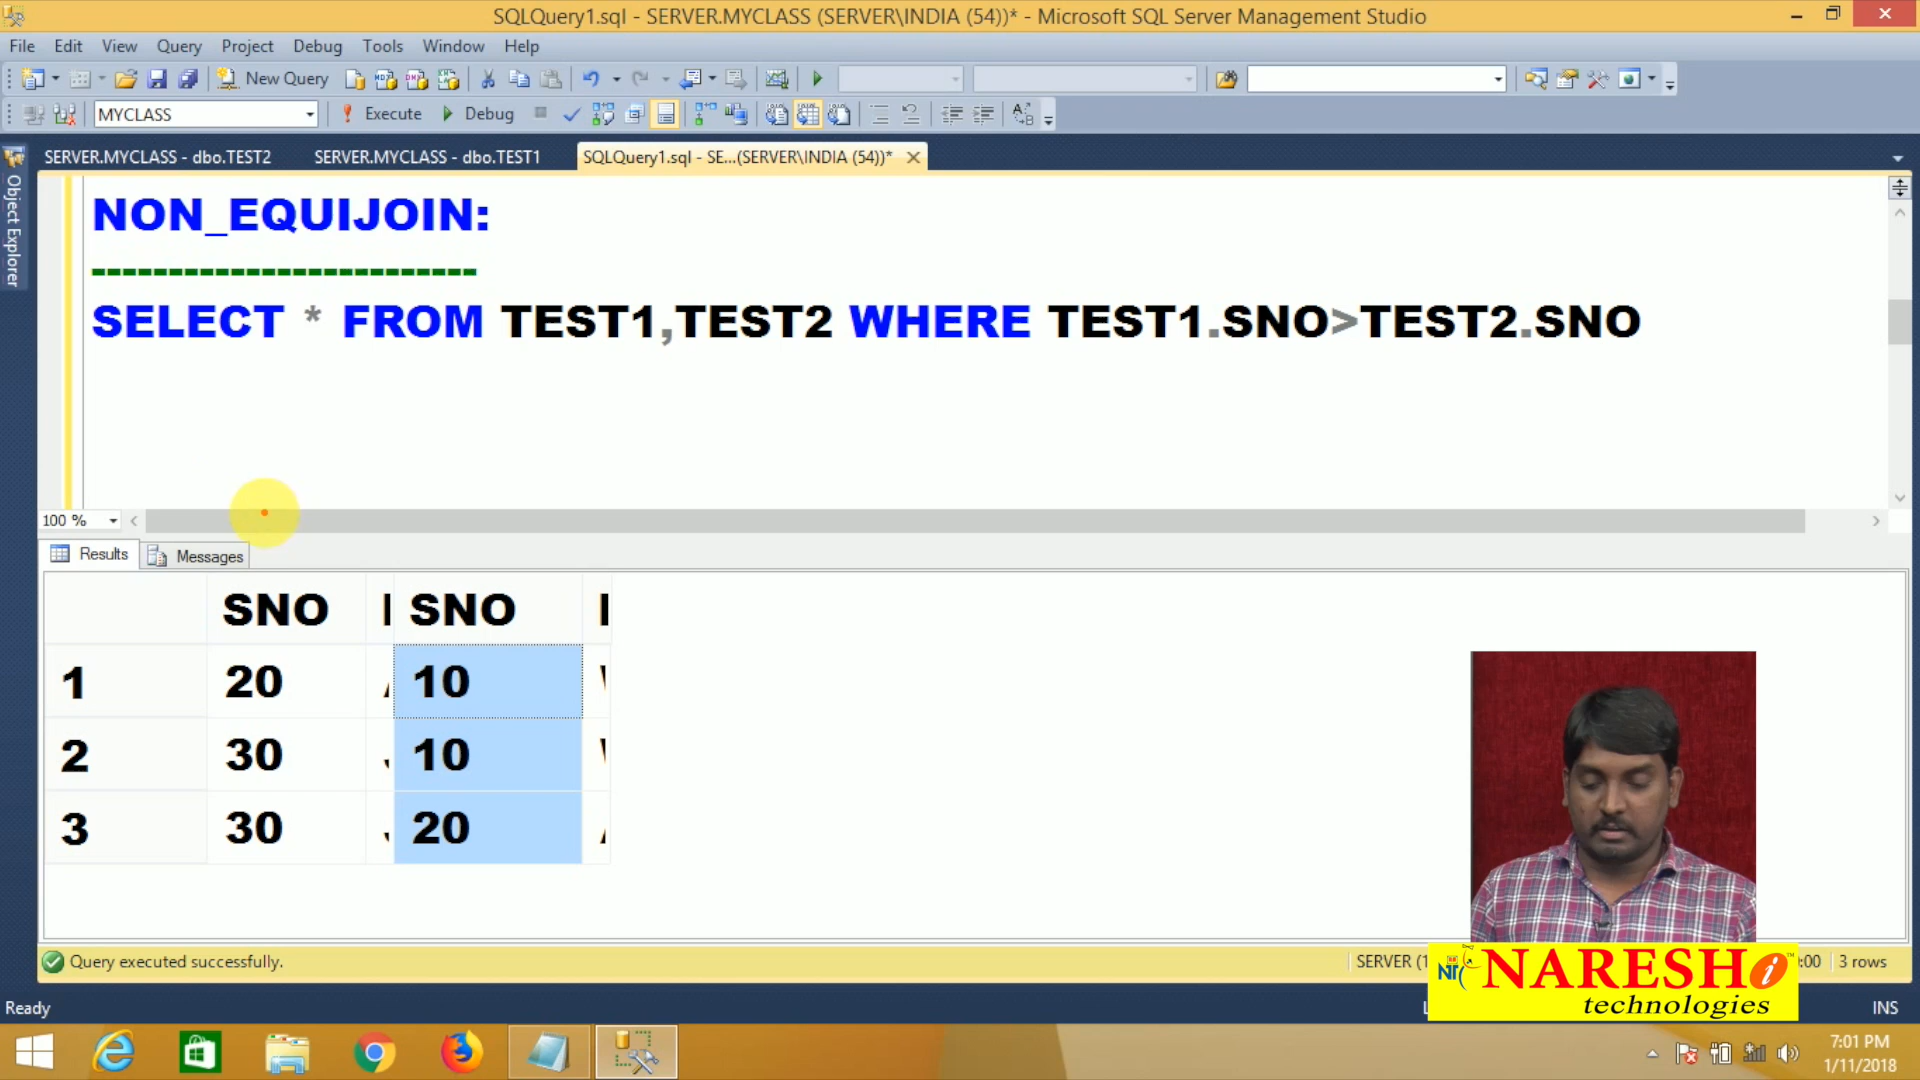 SQLQuery1.sql - SERVER.MYCLASS (SERVER\INDIA (54))* - Microsoft SQL Server Management Studio
File Edit View Query Project Debug Tools Window Help
New Query
MYCLASS Execute Debug
SERVER.MYCLASS - dbo.TEST2 SERVER.MYCLASS - dbo.TEST1 SQLQuery1.sql - SE...(SERVER\INDIA (54))*
Object Explorer
NON_EQUIJOIN:
-------------------------
SELECT * FROM TEST1,TEST2 WHERE TEST1.SNO>TEST2.SNO
100 %
Results Messages
SNO SNO
1 20 10
2 30 10
3 30 20
Query executed successfully. SERVER (1 :00 3 rows
NARESH i
technologies
Ready INS
7:01 PM
1/11/2018